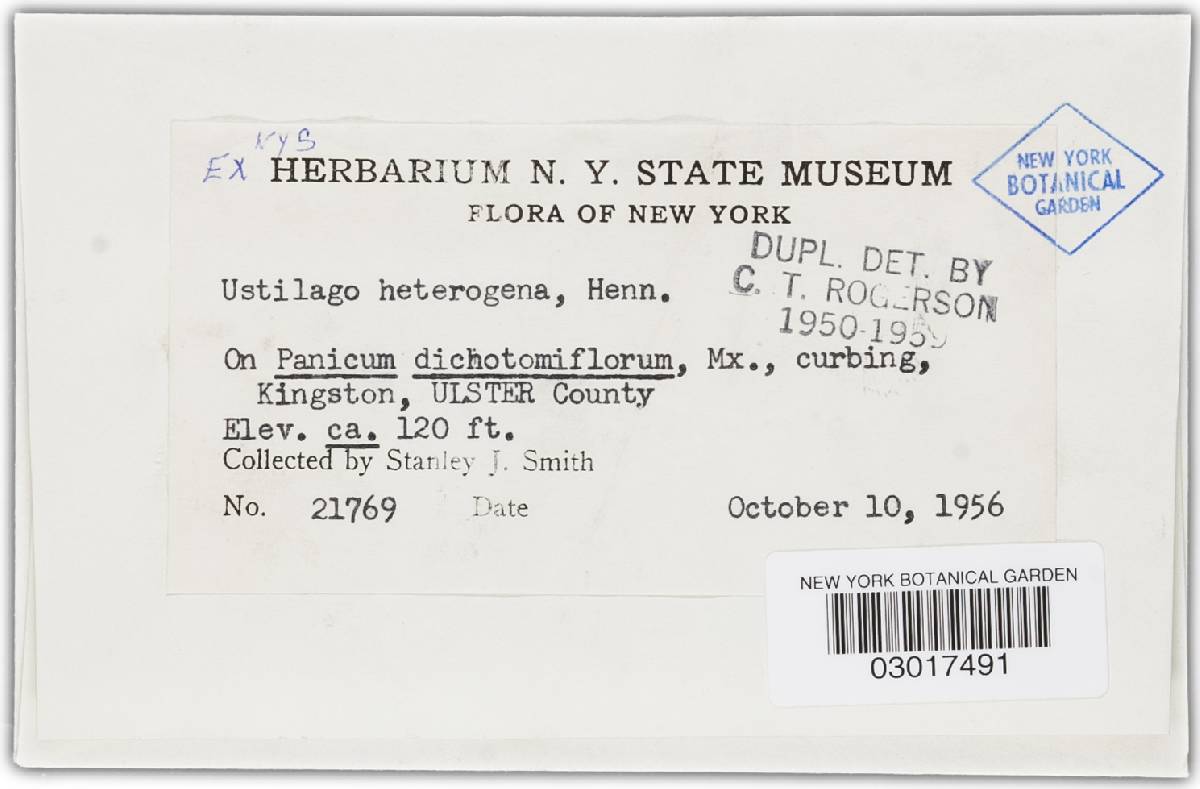 NYS
EX HERBARIUM N. Y. STATE MUSEUM
FLORA OF NEW YORK
NEW YORK
BOTANICAL
GARDEN
DUPL. DET. BY
C. T. ROGERSON
1950-1959
Ustilago heterogena, Henn.
On Panicum dichotomiflorum, Mx., curbing,
Kingston, ULSTER County
Elev. ca. 120 ft.
Collected by Stanley J. Smith
No. 21769 Date October 10, 1956
NEW YORK BOTANICAL GARDEN
03017491